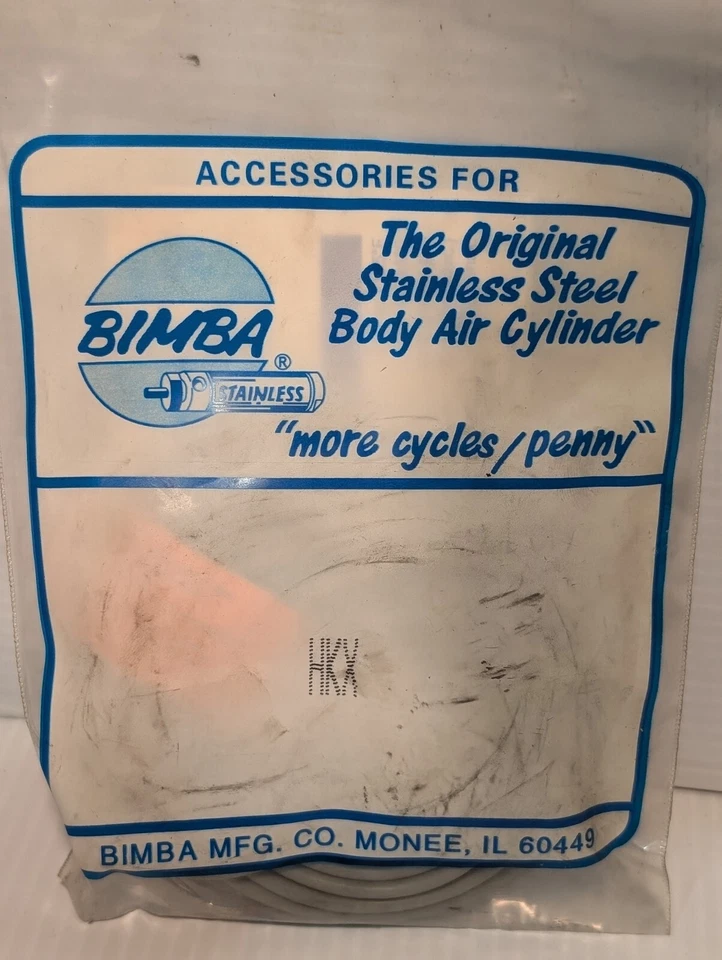 ACCESSORIES FOR
The Original
Stainless Steel
Body Air Cylinder
BIMBA®
STAINLESS
"more cycles/penny"
HKX
BIMBA MFG. CO. MONEE, IL 60449